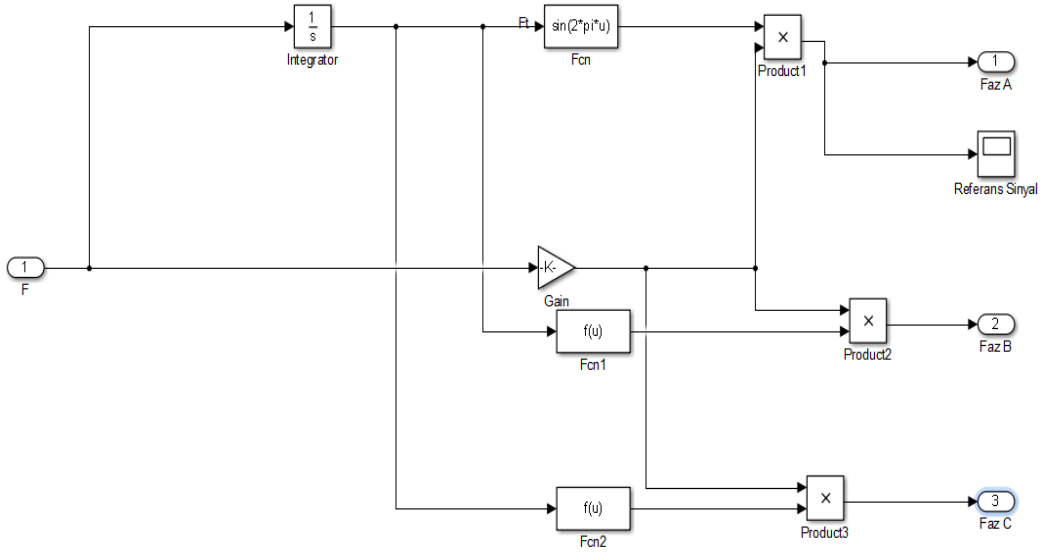 1
s
Integrator
Ft
sin(2*pi*u)
Fcn
×
Product1
1
Faz A
Referans Sinyal
1
F
-K-
Gain
f(u)
Fcn1
×
Product2
2
Faz B
f(u)
Fcn2
×
Product3
3
Faz C